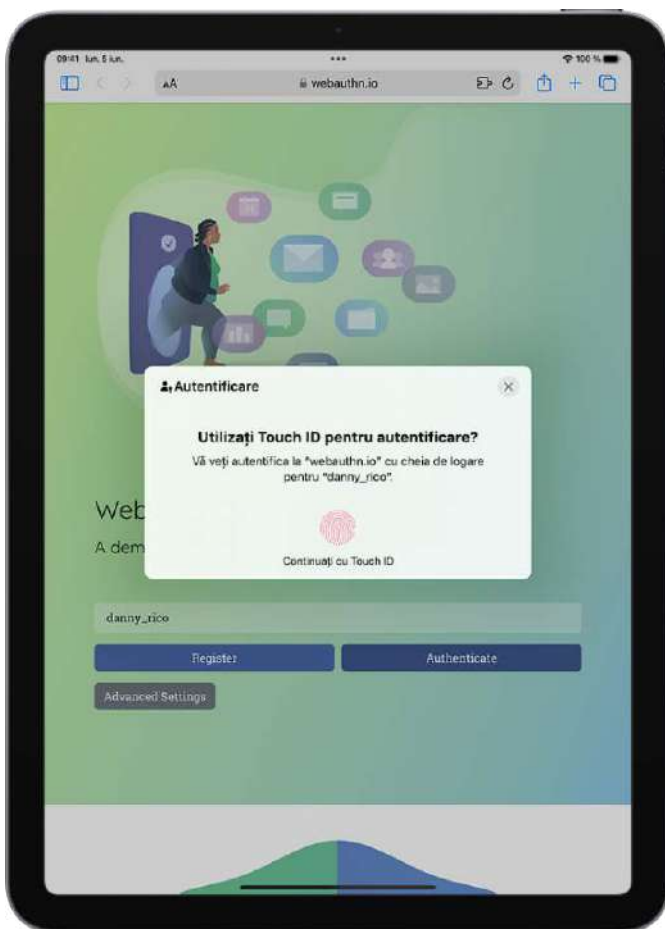 09:41 lun. 5 iun.
100 %
AA
webauthn.io
Autentificare
Utilizați Touch ID pentru autentificare?
Vă veți autentifica la "webauthn.io" cu cheia de logare
pentru "danny_rico".
Continuați cu Touch ID
Web
A dem
danny_rico
Register
Authenticate
Advanced Settings